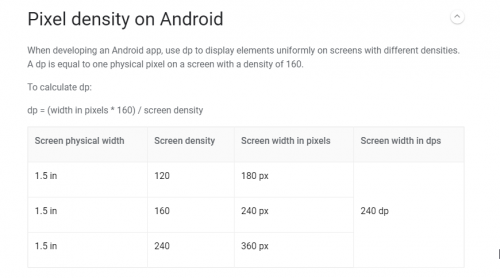 Pixel density on Android
When developing an Android app, use dp to display elements uniformly on screens with different densities.
A dp is equal to one physical pixel on a screen with a density of 160.
To calculate dp:
dp = (width in pixels * 160) / screen density
Screen physical width Screen density Screen width in pixels Screen width in dps
1.5 in 120 180 px
1.5 in 160 240 px 240 dp
1.5 in 240 360 px